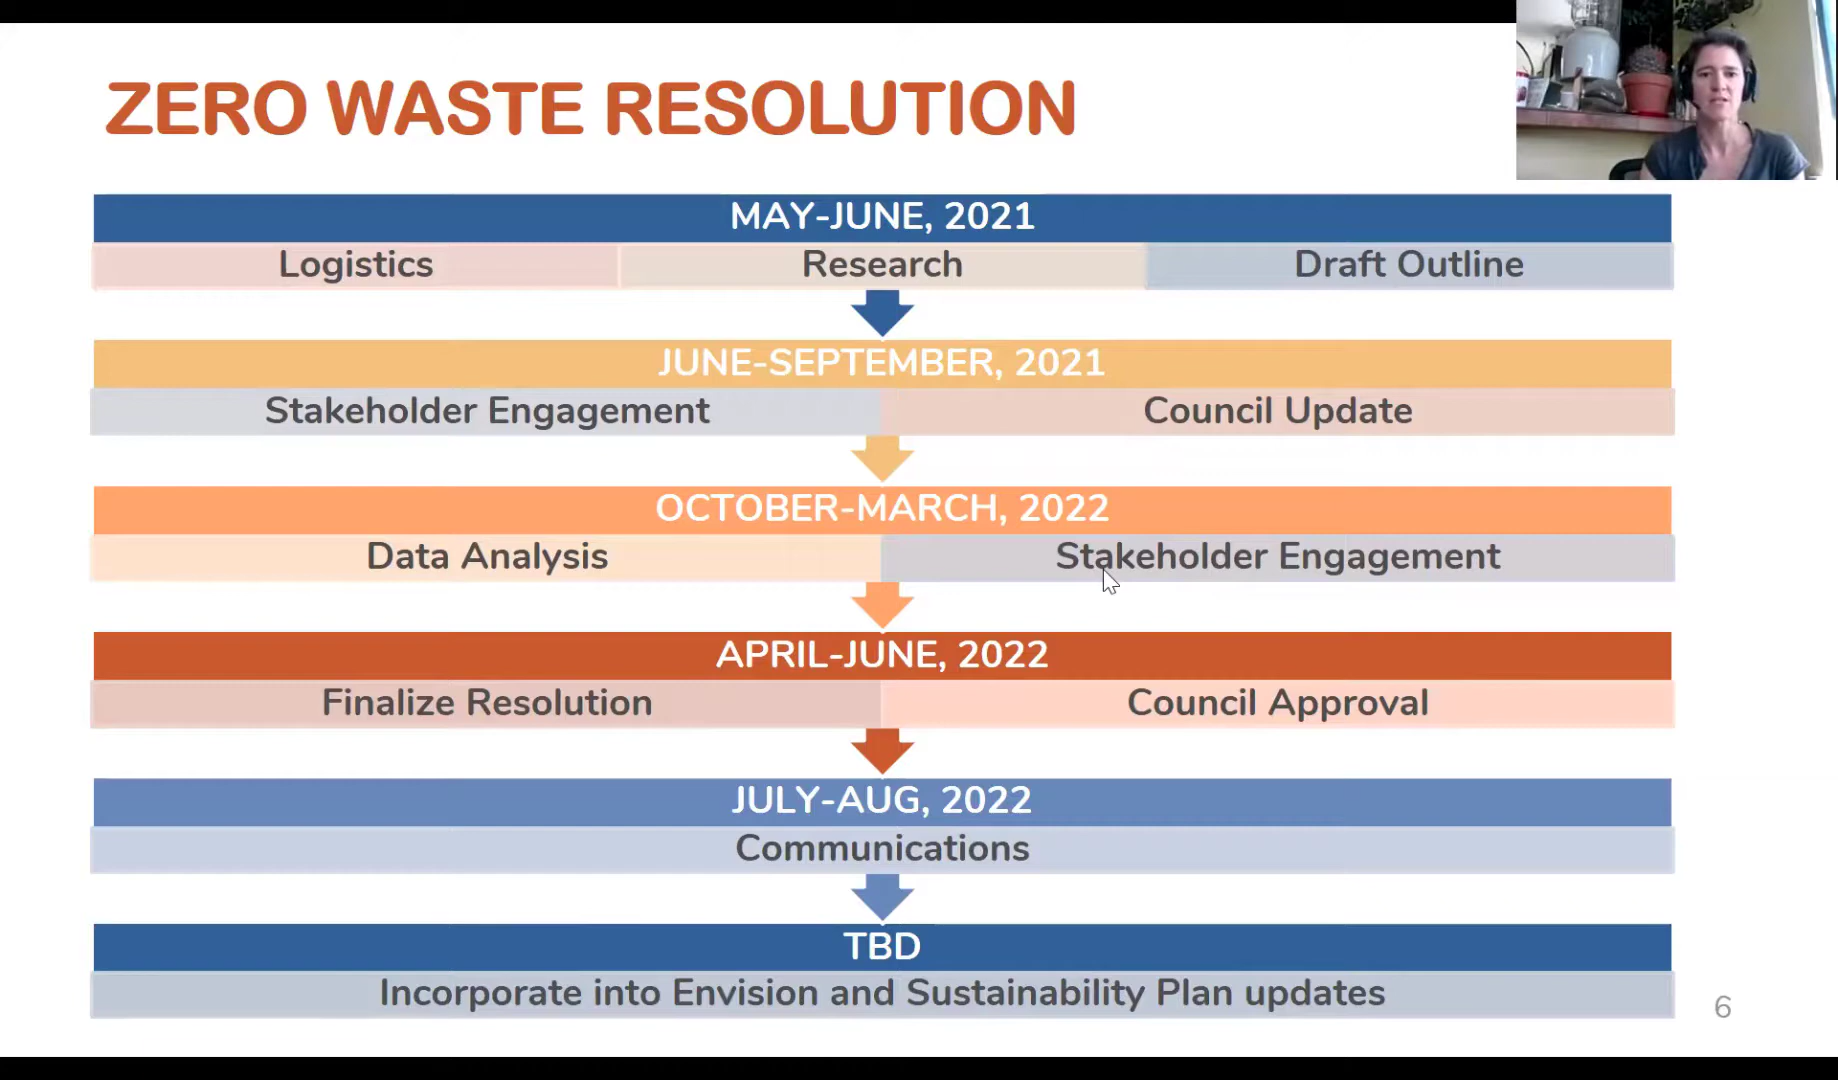 ZERO WASTE RESOLUTION
MAY-JUNE, 2021
Logistics Research Draft Outline
JUNE-SEPTEMBER, 2021
Stakeholder Engagement Council Update
OCTOBER-MARCH, 2022
Data Analysis Stakeholder Engagement
APRIL-JUNE, 2022
Finalize Resolution Council Approval
JULY-AUG, 2022
Communications
TBD
Incorporate into Envision and Sustainability Plan updates
6